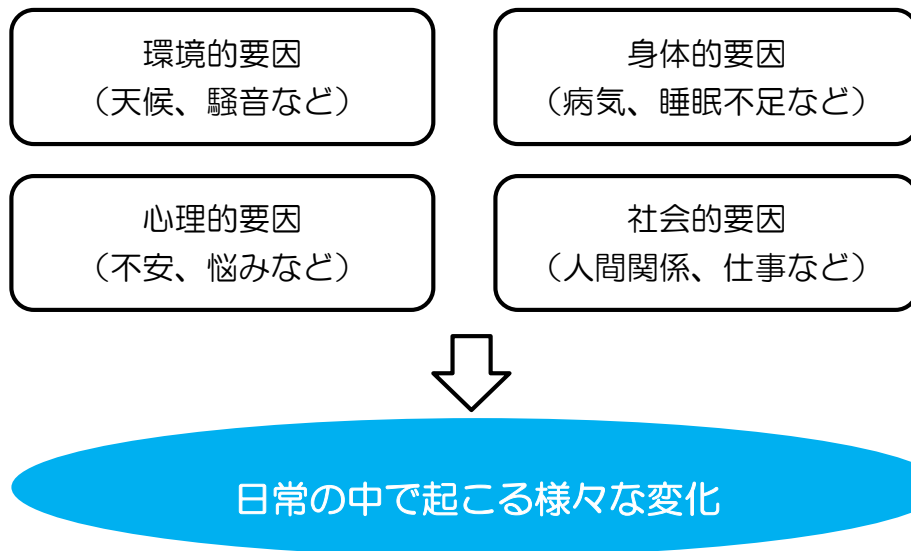 環境的要因
（天候、騒音など）
身体的要因
（病気、睡眠不足など）
心理的要因
（不安、悩みなど）
社会的要因
（人間関係、仕事など）
日常の中で起こる様々な変化